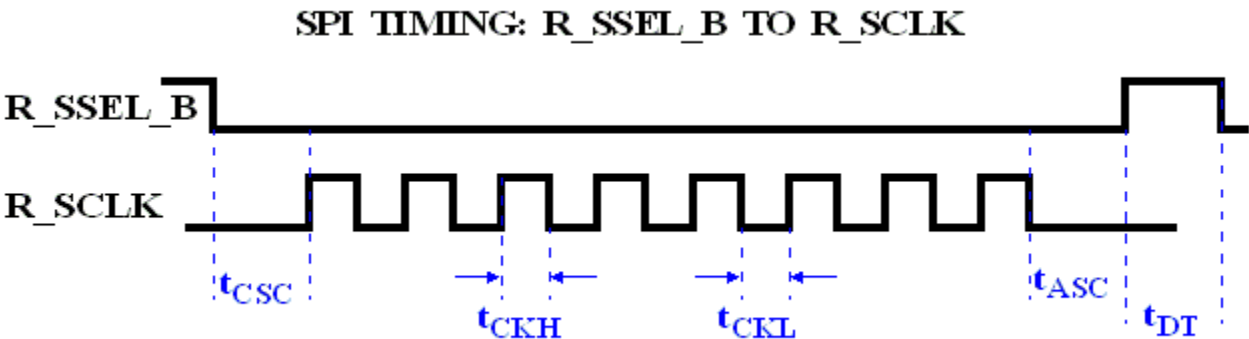 SPI TIMING: R_SSEL_B TO R_SCLK
R_SSEL_B
R_SCLK
tCSC
tCKH
tCKL
tASC
tDT